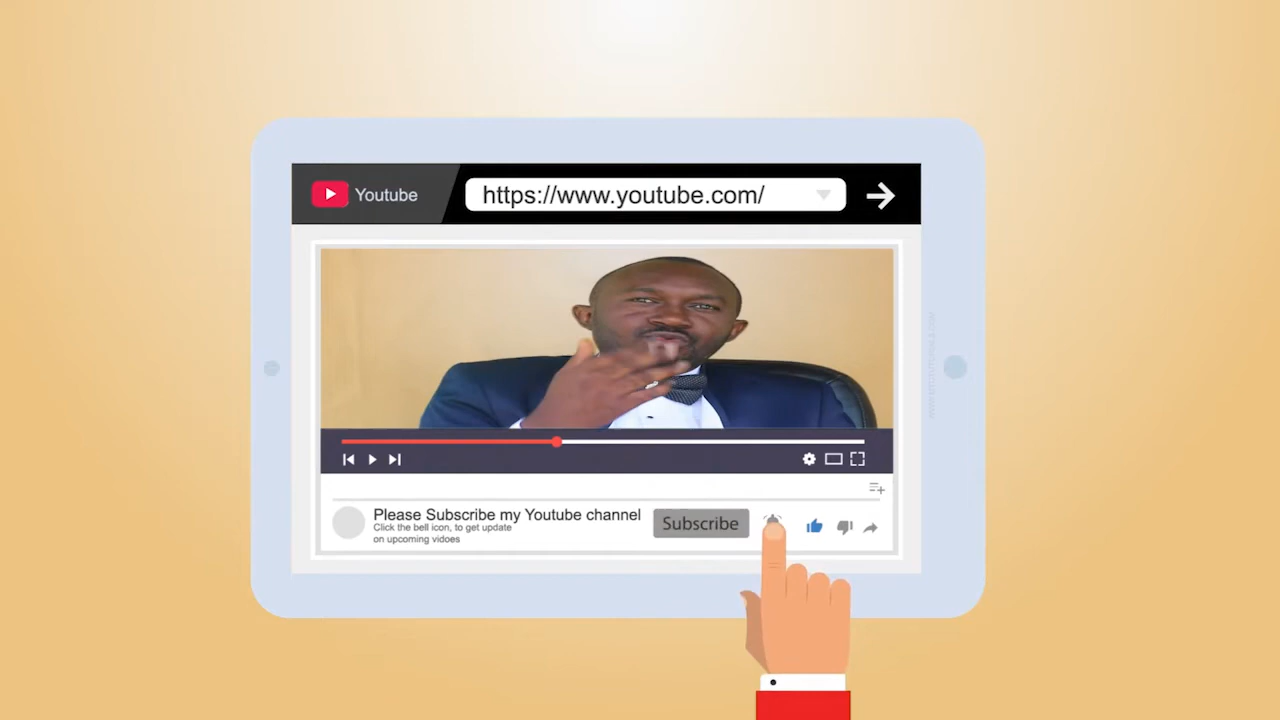 Youtube
https://www.youtube.com/
Please Subscribe my Youtube channel
Click the bell icon, to get update
on upcoming vidoes
Subscribe